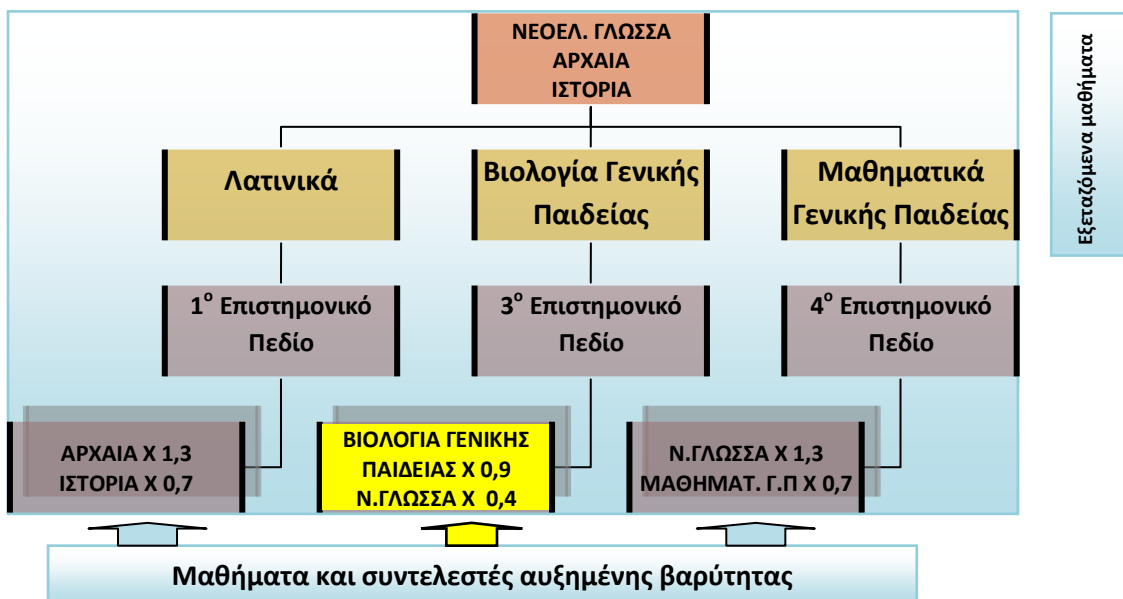 ΝΕΟΕΛ. ΓΛΩΣΣΑ
ΑΡΧΑΙΑ
ΙΣΤΟΡΙΑ
Εξεταζόμενα μαθήματα
Λατινικά
Βιολογία Γενικής
Παιδείας
Μαθηματικά
Γενικής Παιδείας
1ο Επιστημονικό
Πεδίο
3ο Επιστημονικό
Πεδίο
4ο Επιστημονικό
Πεδίο
ΑΡΧΑΙΑ Χ 1,3
ΙΣΤΟΡΙΑ Χ 0,7
ΒΙΟΛΟΓΙΑ ΓΕΝΙΚΗΣ
ΠΑΙΔΕΙΑΣ Χ 0,9
Ν.ΓΛΩΣΣΑ Χ 0,4
Ν.ΓΛΩΣΣΑ Χ 1,3
ΜΑΘΗΜΑΤ. Γ.Π Χ 0,7
Μαθήματα και συντελεστές αυξημένης βαρύτητας